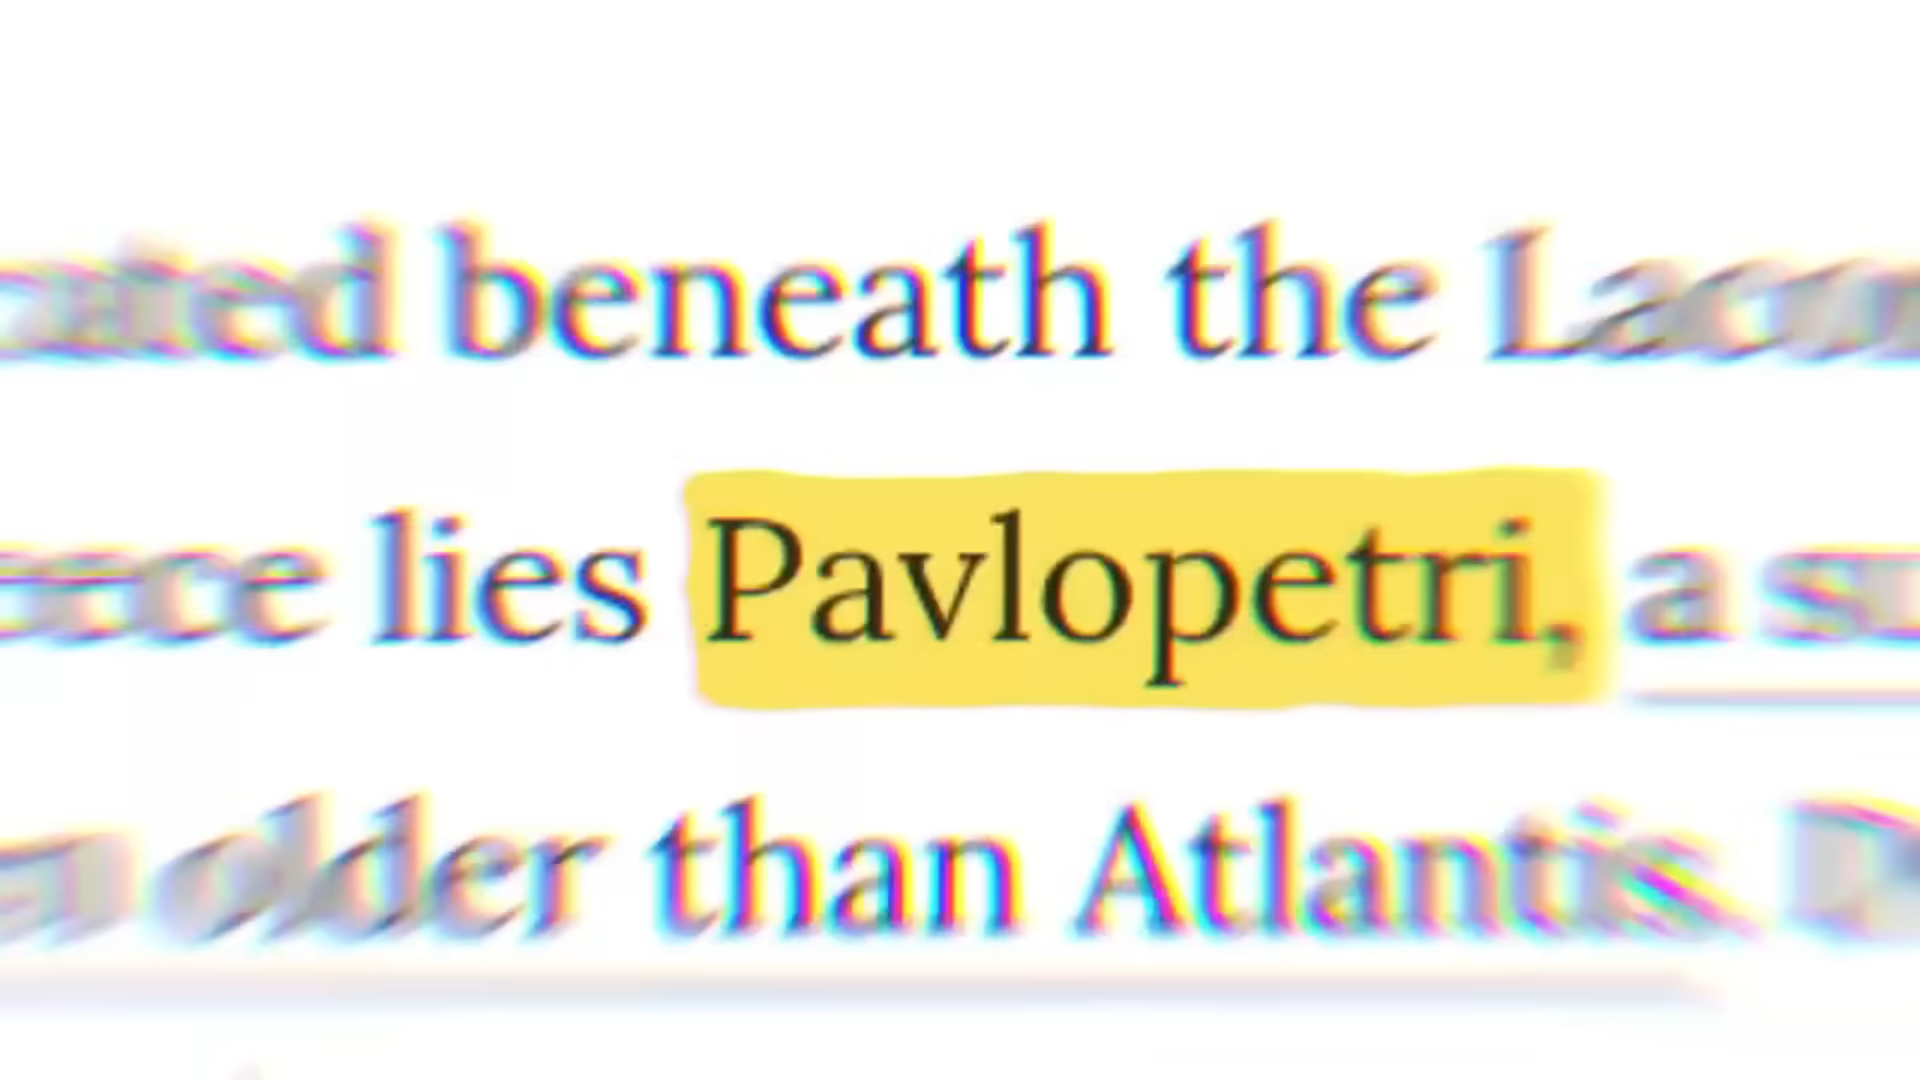 beneath the
lies Pavlopetri, a
older than Atlantis.